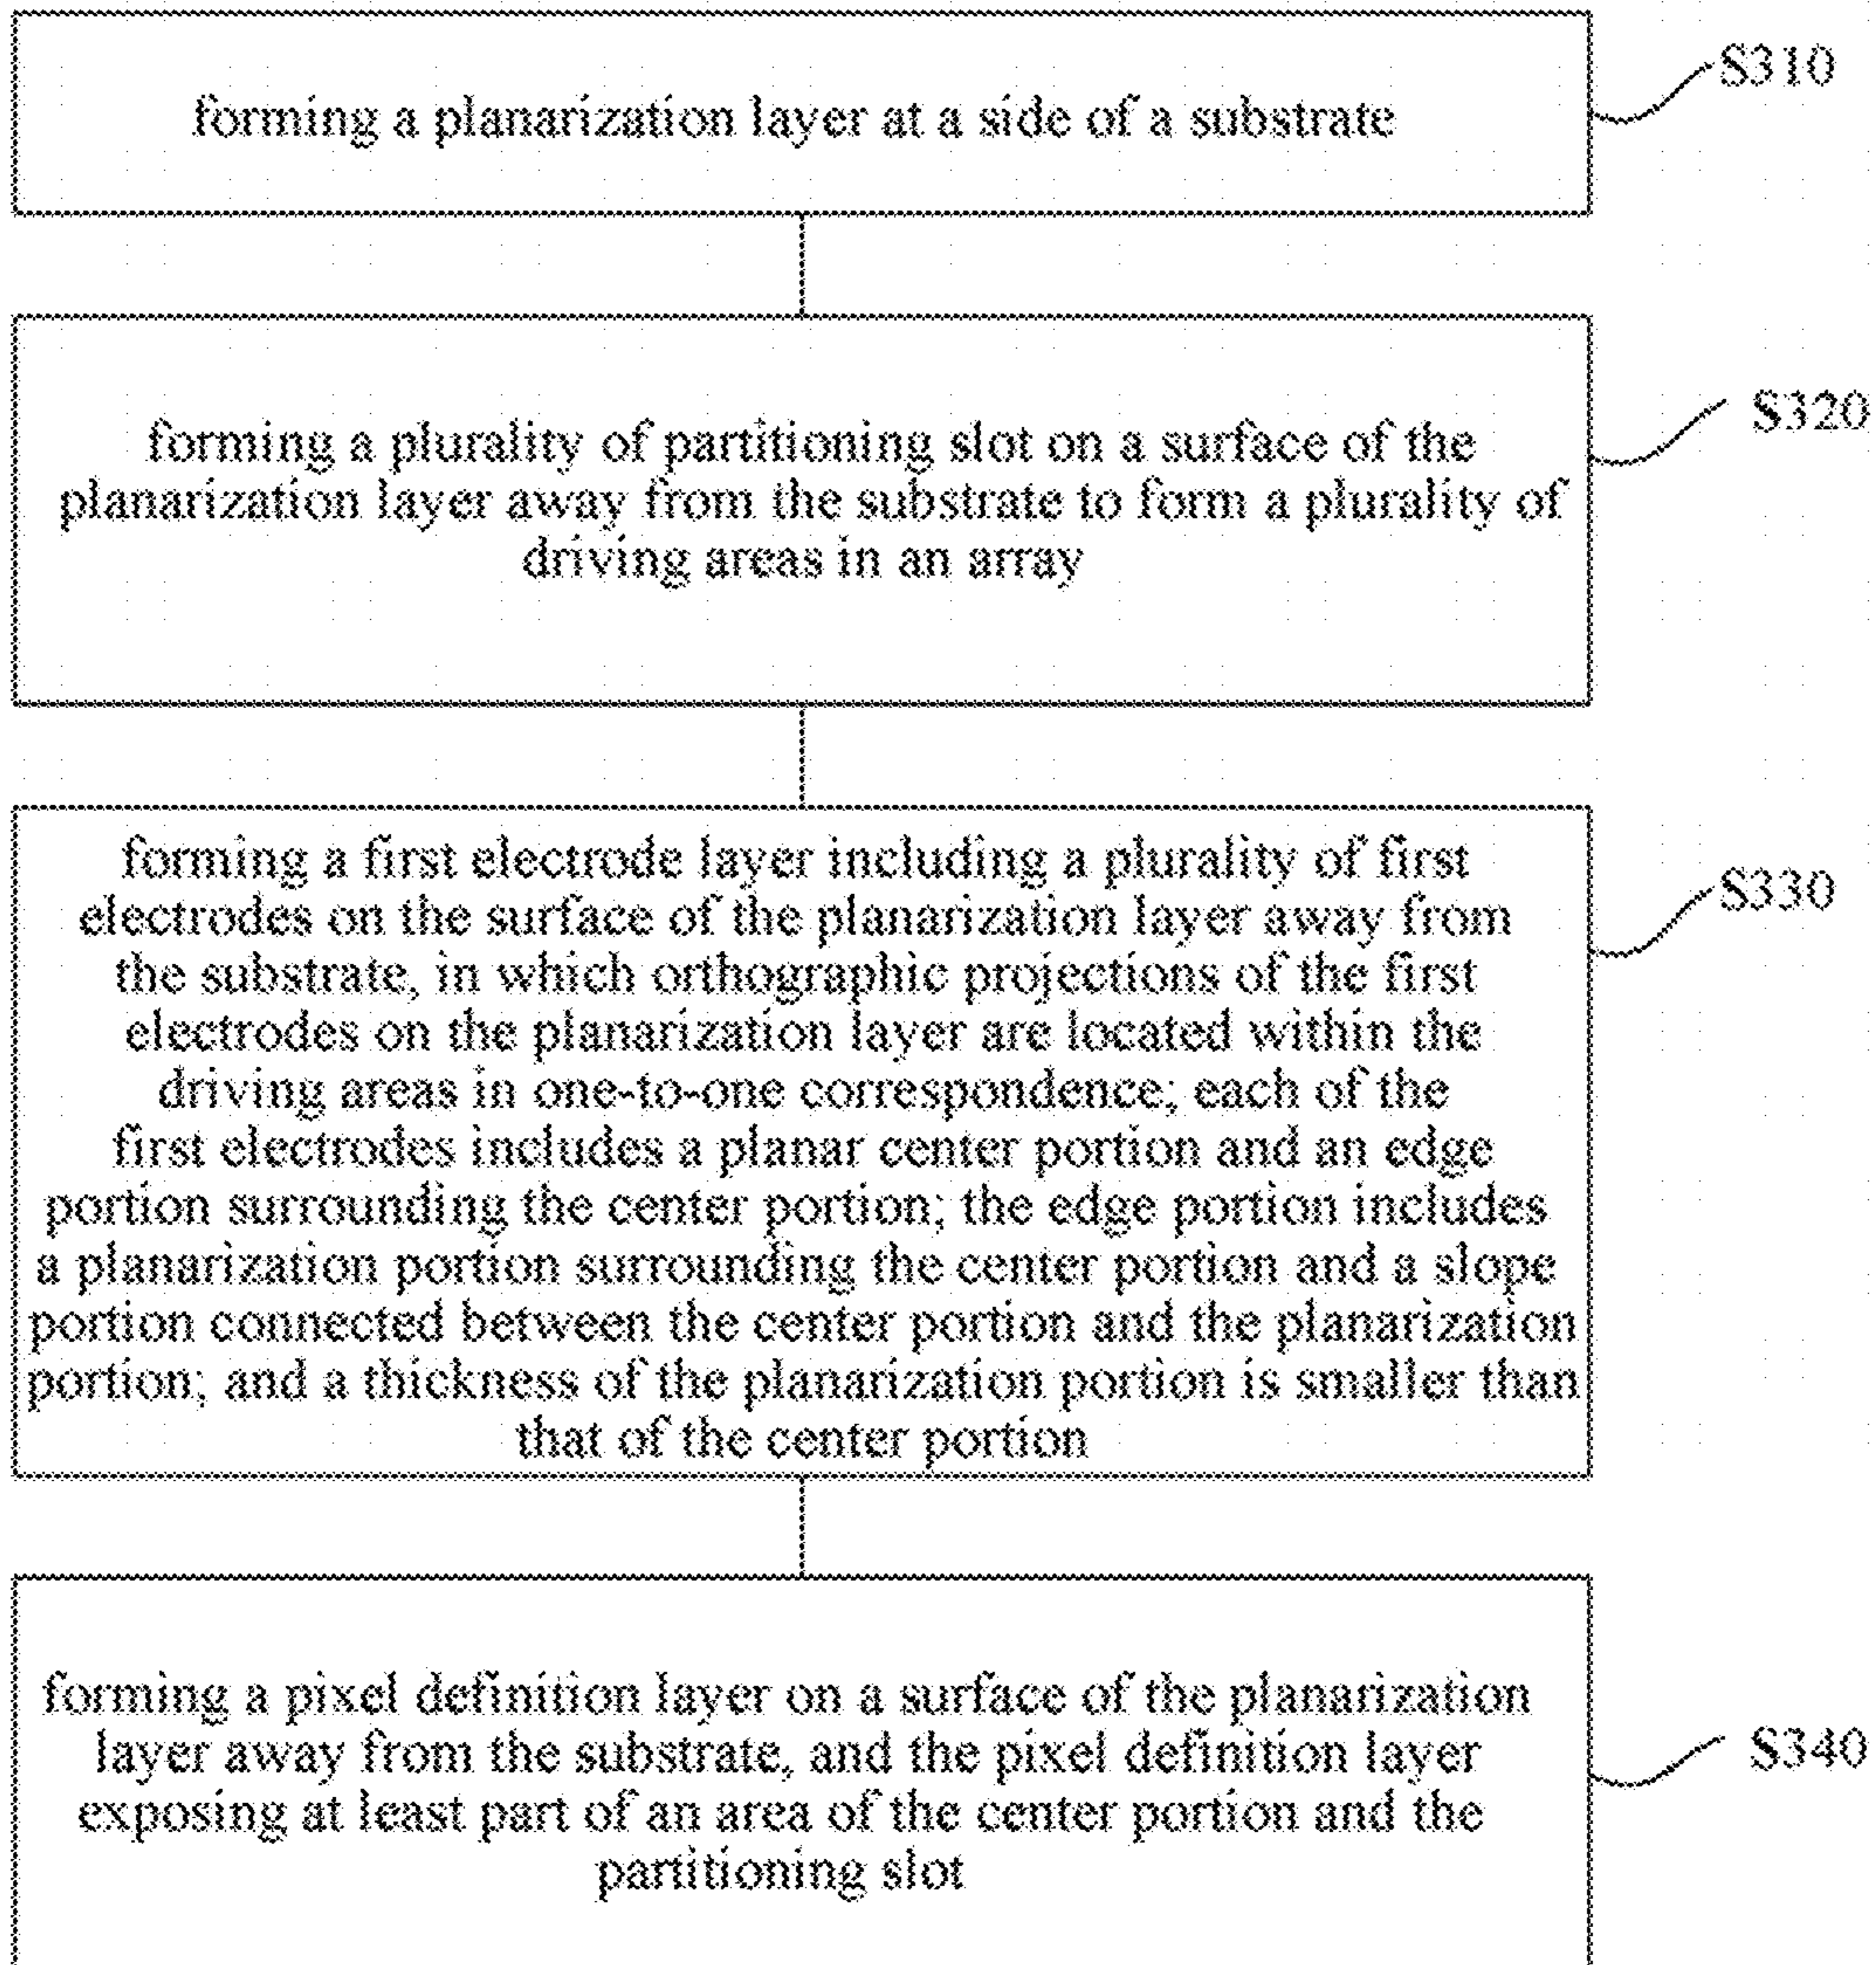 forming a planarization layer at a side of a substrate
S310
forming a plurality of partitioning slot on a surface of the
planarization layer away from the substrate to form a plurality of
driving areas in an array
S320
forming a first electrode layer including a plurality of first
electrodes on the surface of the planarization layer away from
the substrate, in which orthographic projections of the first
electrodes on the planarization layer are located within the
driving areas in one-to-one correspondence; each of the
first electrodes includes a planar center portion and an edge
portion surrounding the center portion; the edge portion includes
a planarization portion surrounding the center portion and a slope
portion connected between the center portion and the planarization
portion; and a thickness of the planarization portion is smaller than
that of the center portion
S330
forming a pixel definition layer on a surface of the planarization
layer away from the substrate, and the pixel definition layer
exposing at least part of an area of the center portion and the
partitioning slot
S340